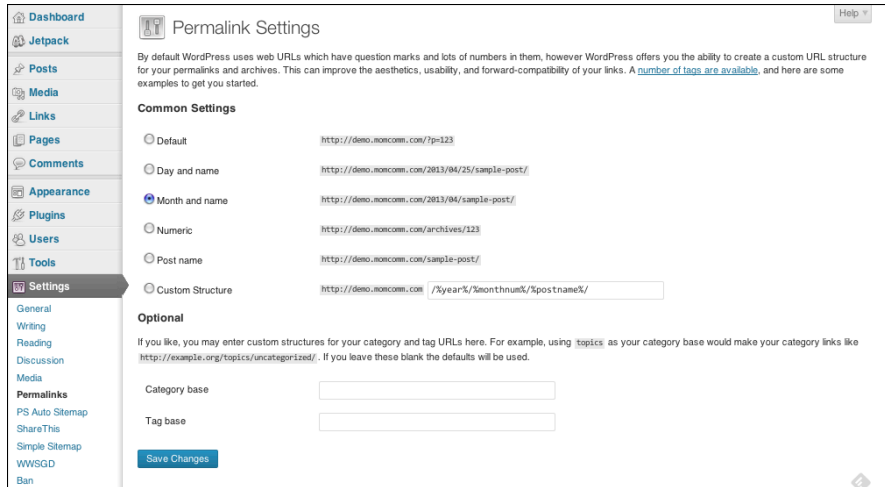 Dashboard
Jetpack
Posts
Media
Links
Pages
Comments
Appearance
Plugins
Users
Tools
Settings
General
Writing
Reading
Discussion
Media
Permalinks
PS Auto Sitemap
ShareThis
Simple Sitemap
WWSGD
Ban
Help
Permalink Settings
By default WordPress uses web URLs which have question marks and lots of numbers in them, however WordPress offers you the ability to create a custom URL structure
for your permalinks and archives. This can improve the aesthetics, usability, and forward-compatibility of your links. A number of tags are available, and here are some
examples to get you started.
Common Settings
Default http://demo.momcomm.com/?p=123
Day and name http://demo.momcomm.com/2013/04/25/sample-post/
Month and name http://demo.momcomm.com/2013/04/sample-post/
Numeric http://demo.momcomm.com/archives/123
Post name http://demo.momcomm.com/sample-post/
Custom Structure http://demo.momcomm.com /%year%/%monthnum%/%postname%/
Optional
If you like, you may enter custom structures for your category and tag URLs here. For example, using topics as your category base would make your category links like
http://example.org/topics/uncategorized/ . If you leave these blank the defaults will be used.
Category base
Tag base
Save Changes